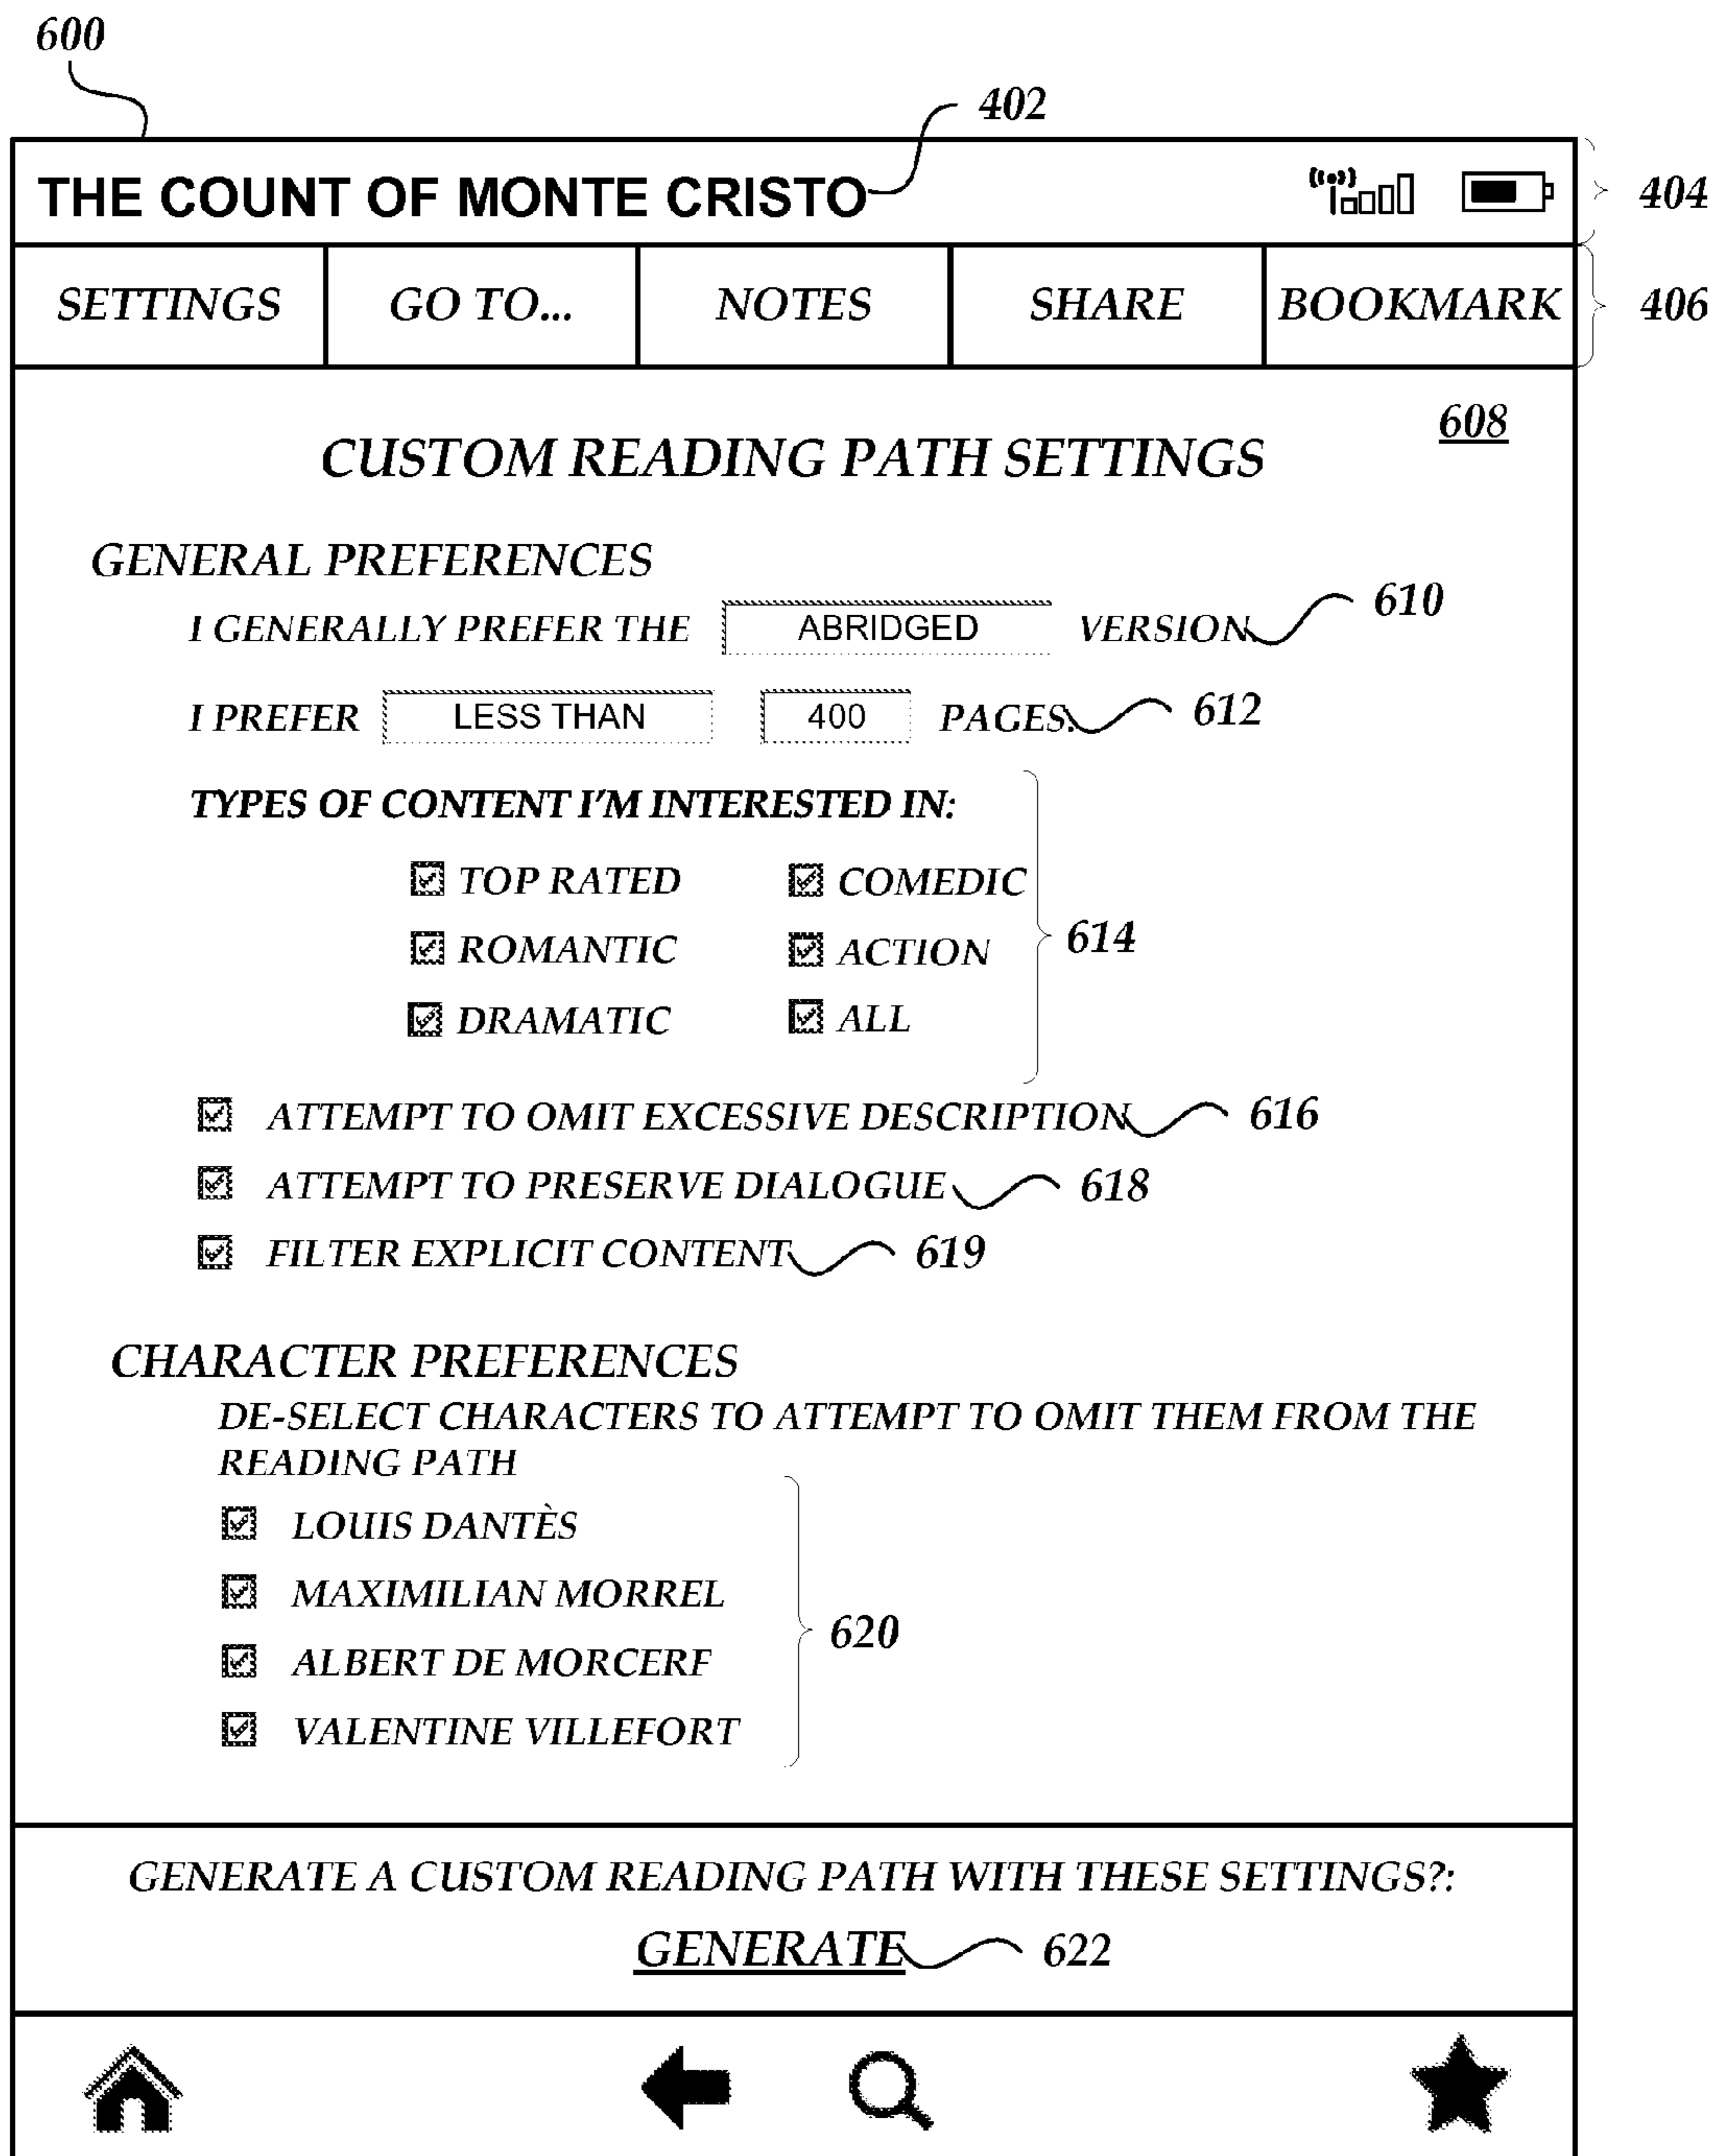 600
402
THE COUNT OF MONTE CRISTO
404
SETTINGS GO TO... NOTES SHARE BOOKMARK
406
608
CUSTOM READING PATH SETTINGS
GENERAL PREFERENCES
I GENERALLY PREFER THE ABRIDGED VERSION. 610
I PREFER LESS THAN 400 PAGES. 612
TYPES OF CONTENT I'M INTERESTED IN:
TOP RATED COMEDIC
ROMANTIC ACTION 614
DRAMATIC ALL
ATTEMPT TO OMIT EXCESSIVE DESCRIPTION 616
ATTEMPT TO PRESERVE DIALOGUE 618
FILTER EXPLICIT CONTENT 619
CHARACTER PREFERENCES
DE-SELECT CHARACTERS TO ATTEMPT TO OMIT THEM FROM THE
READING PATH
LOUIS DANTÈS
MAXIMILIAN MORREL
620
ALBERT DE MORCERF
VALENTINE VILLEFORT
GENERATE A CUSTOM READING PATH WITH THESE SETTINGS?:
GENERATE 622